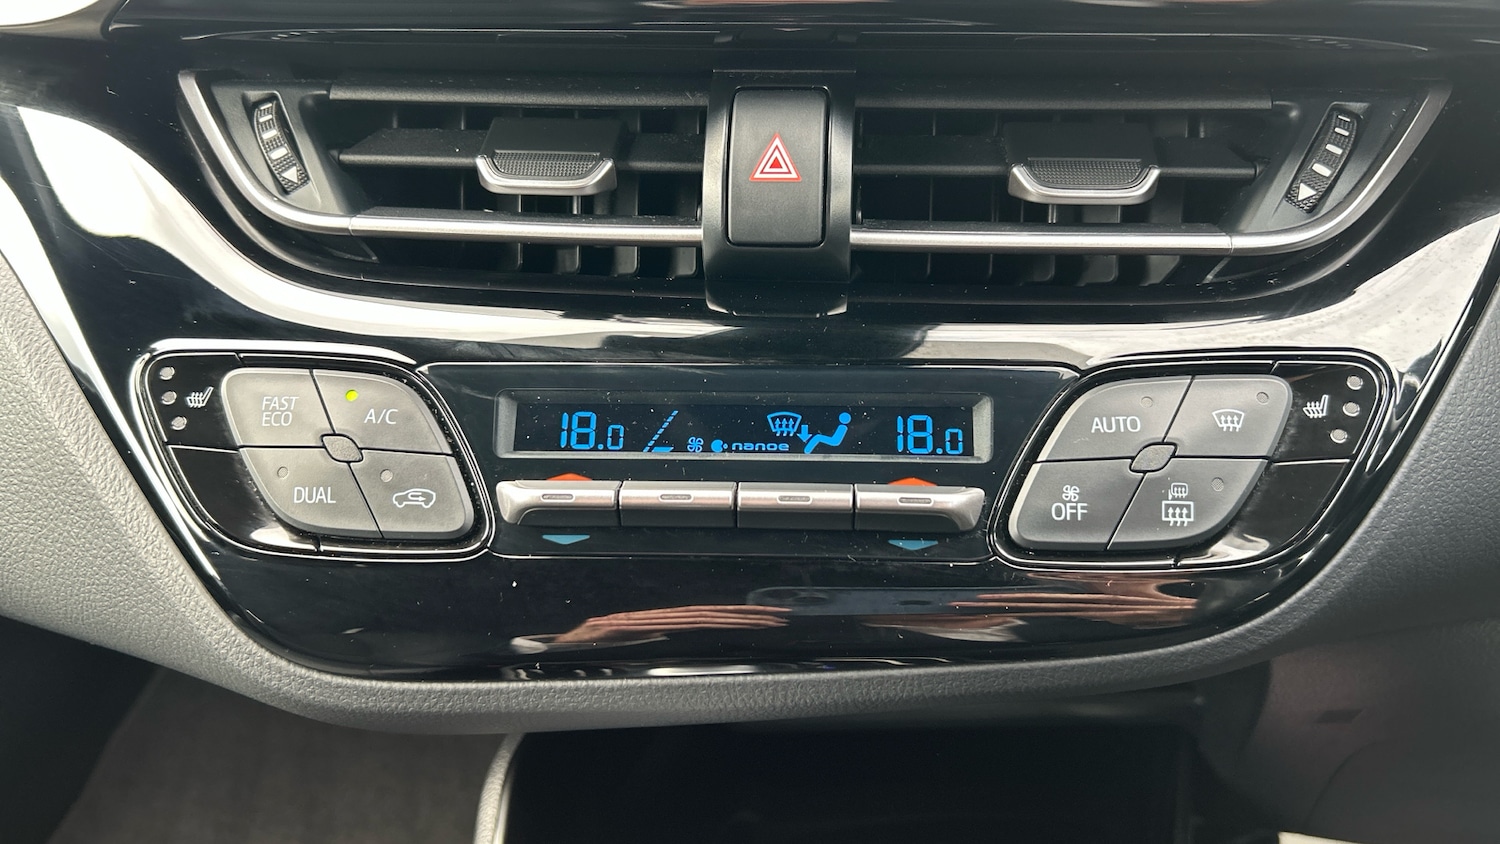 FAST
ECO
A/C
DUAL
18.0
nanoe
18.0
AUTO
OFF